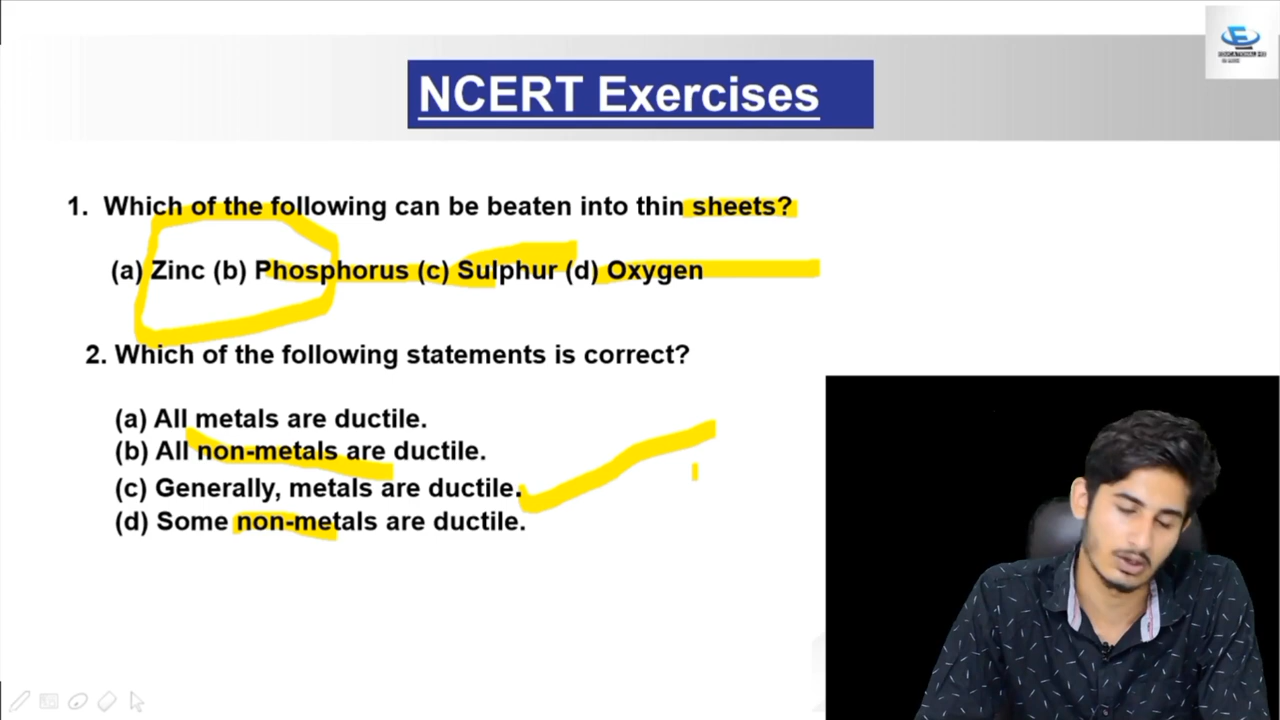 NCERT Exercises
1. Which of the following can be beaten into thin sheets?
(a) Zinc (b) Phosphorus (c) Sulphur (d) Oxygen
2. Which of the following statements is correct?
(a) All metals are ductile.
(b) All non-metals are ductile.
(c) Generally, metals are ductile.
(d) Some non-metals are ductile.